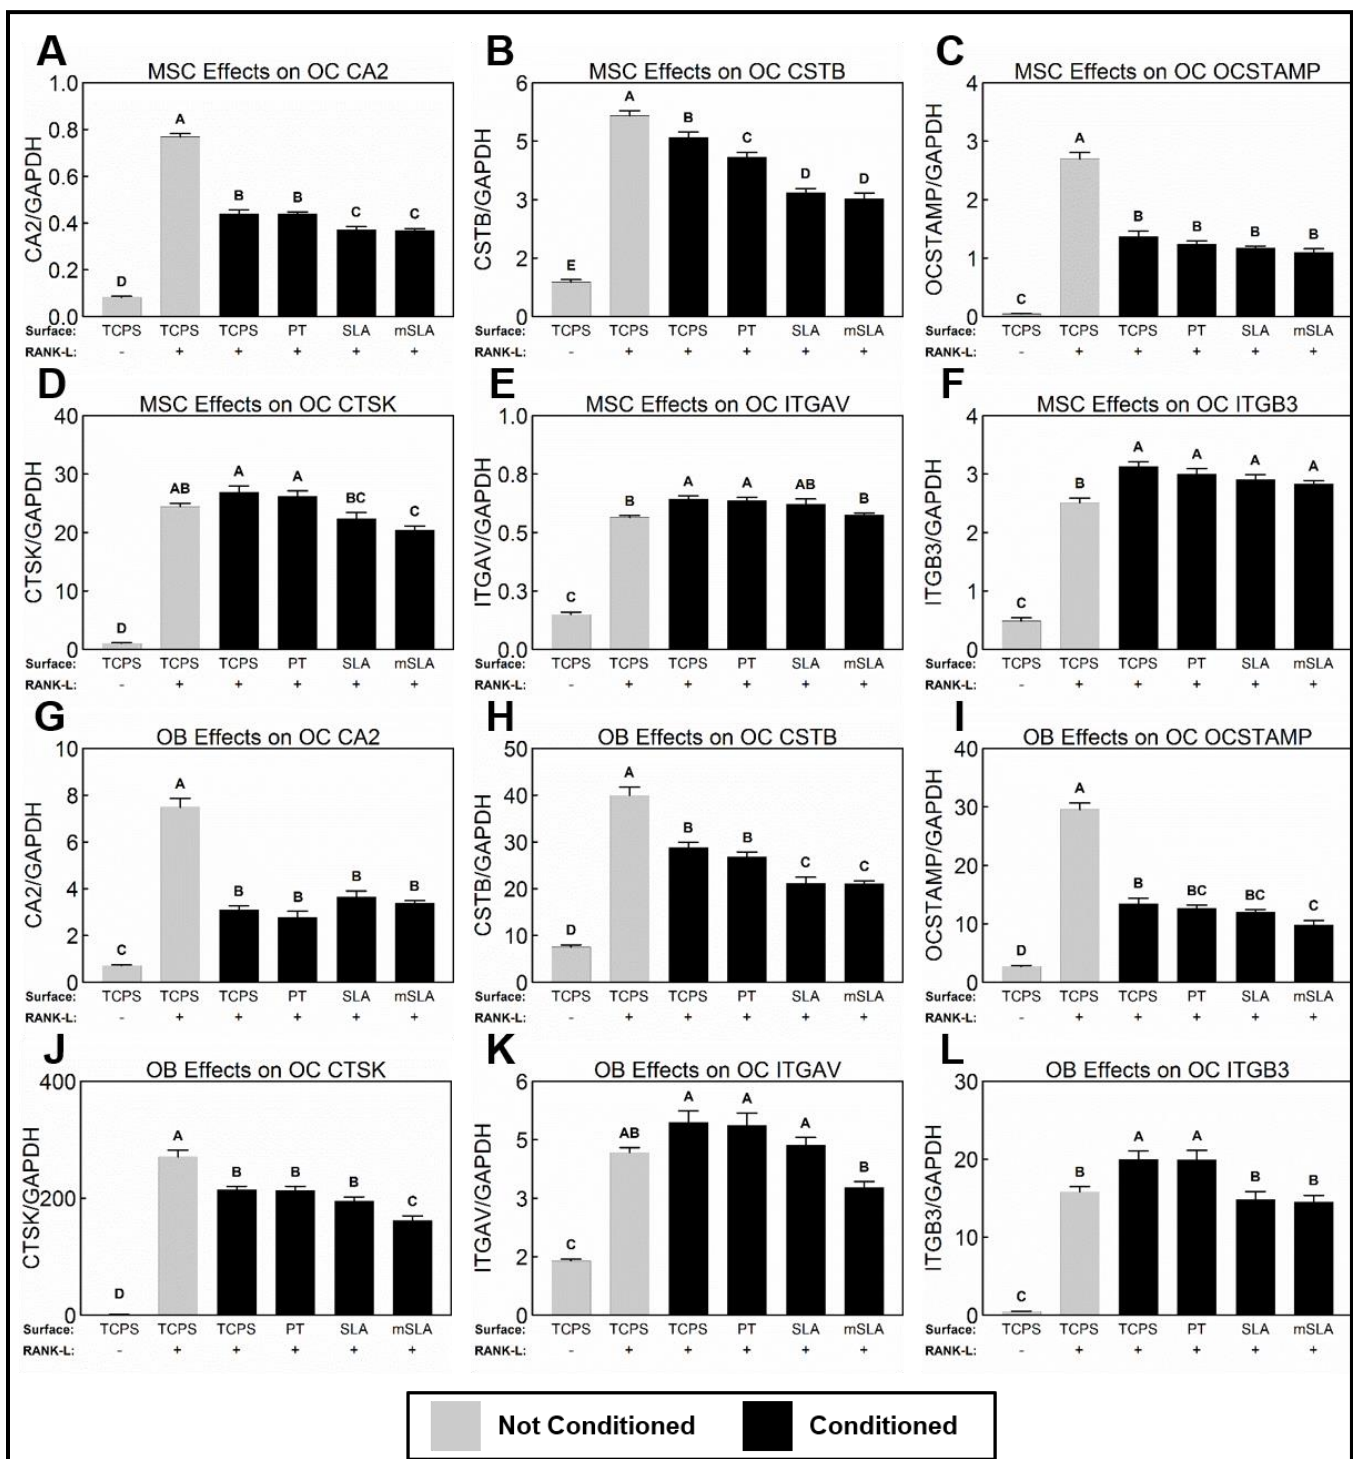 A
MSC Effects on OC CA2
CA2/GAPDH
1.0
0.8
0.6
0.4
0.2
0.0
D A B B C C
Surface: TCPS TCPS TCPS PT SLA mSLA
RANK-L: - + + + + +
B
MSC Effects on OC CSTB
CSTB/GAPDH
6
5
3
2
0
E A B C D D
Surface: TCPS TCPS TCPS PT SLA mSLA
RANK-L: - + + + + +
C
MSC Effects on OC OCSTAMP
OCSTAMP/GAPDH
4
3
2
1
0
C A B B B B
Surface: TCPS TCPS TCPS PT SLA mSLA
RANK-L: - + + + + +
D
MSC Effects on OC CTSK
CTSK/GAPDH
40
30
20
10
0
D AB A A BC C
Surface: TCPS TCPS TCPS PT SLA mSLA
RANK-L: - + + + + +
E
MSC Effects on OC ITGAV
ITGAV/GAPDH
1.0
0.8
0.5
0.3
0.0
C B A A AB B
Surface: TCPS TCPS TCPS PT SLA mSLA
RANK-L: - + + + + +
F
MSC Effects on OC ITGB3
ITGB3/GAPDH
4
3
2
1
0
C B A A A A
Surface: TCPS TCPS TCPS PT SLA mSLA
RANK-L: - + + + + +
G
OB Effects on OC CA2
CA2/GAPDH
10
8
6
4
2
0
C A B B B B
Surface: TCPS TCPS TCPS PT SLA mSLA
RANK-L: - + + + + +
H
OB Effects on OC CSTB
CSTB/GAPDH
50
40
30
20
10
0
D A B B C C
Surface: TCPS TCPS TCPS PT SLA mSLA
RANK-L: - + + + + +
I
OB Effects on OC OCSTAMP
OCSTAMP/GAPDH
40
30
20
10
0
D A B BC BC C
Surface: TCPS TCPS TCPS PT SLA mSLA
RANK-L: - + + + + +
J
OB Effects on OC CTSK
CTSK/GAPDH
400
200
0
D A B B B C
Surface: TCPS TCPS TCPS PT SLA mSLA
RANK-L: - + + + + +
K
OB Effects on OC ITGAV
ITGAV/GAPDH
6
5
3
2
0
C AB A A A B
Surface: TCPS TCPS TCPS PT SLA mSLA
RANK-L: - + + + + +
L
OB Effects on OC ITGB3
ITGB3/GAPDH
30
20
10
0
C B A A B B
Surface: TCPS TCPS TCPS PT SLA mSLA
RANK-L: - + + + + +
Not Conditioned
Conditioned